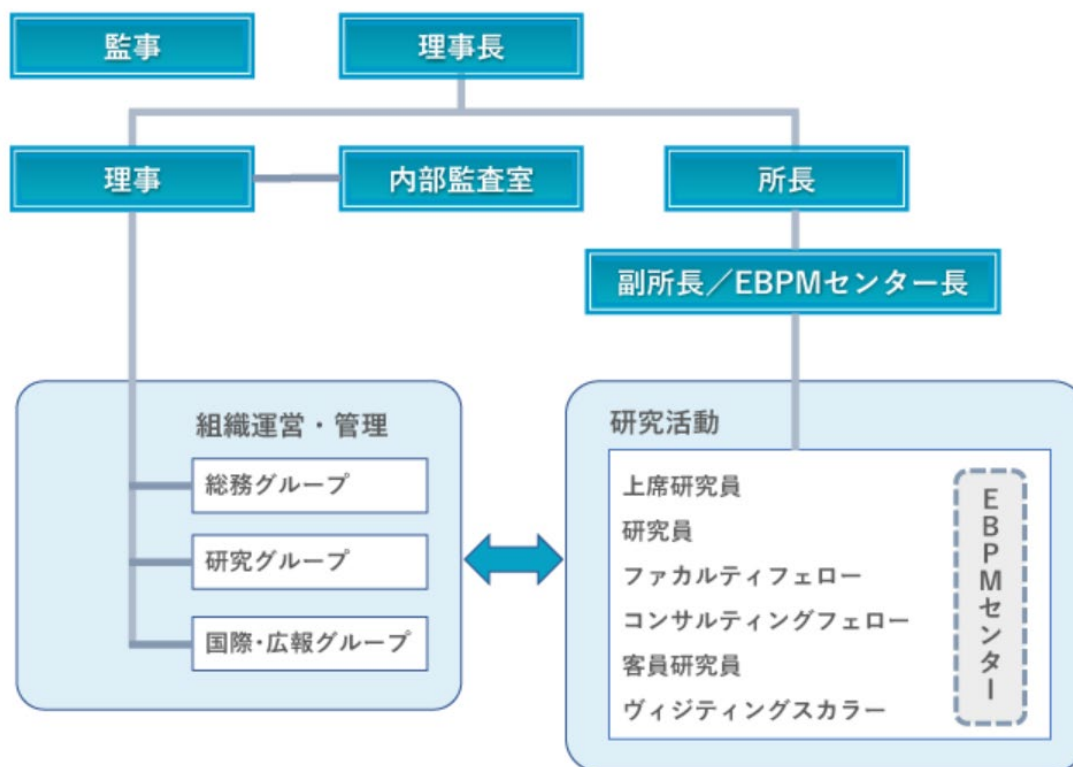 監事
理事長
理事
内部監査室
所長
副所長／EBPMセンター長
組織運営・管理
総務グループ
研究グループ
国際・広報グループ
研究活動
上席研究員
研究員
ファカルティフェロー
コンサルティングフェロー
客員研究員
ヴィジティングスカラー
EBPMセンター